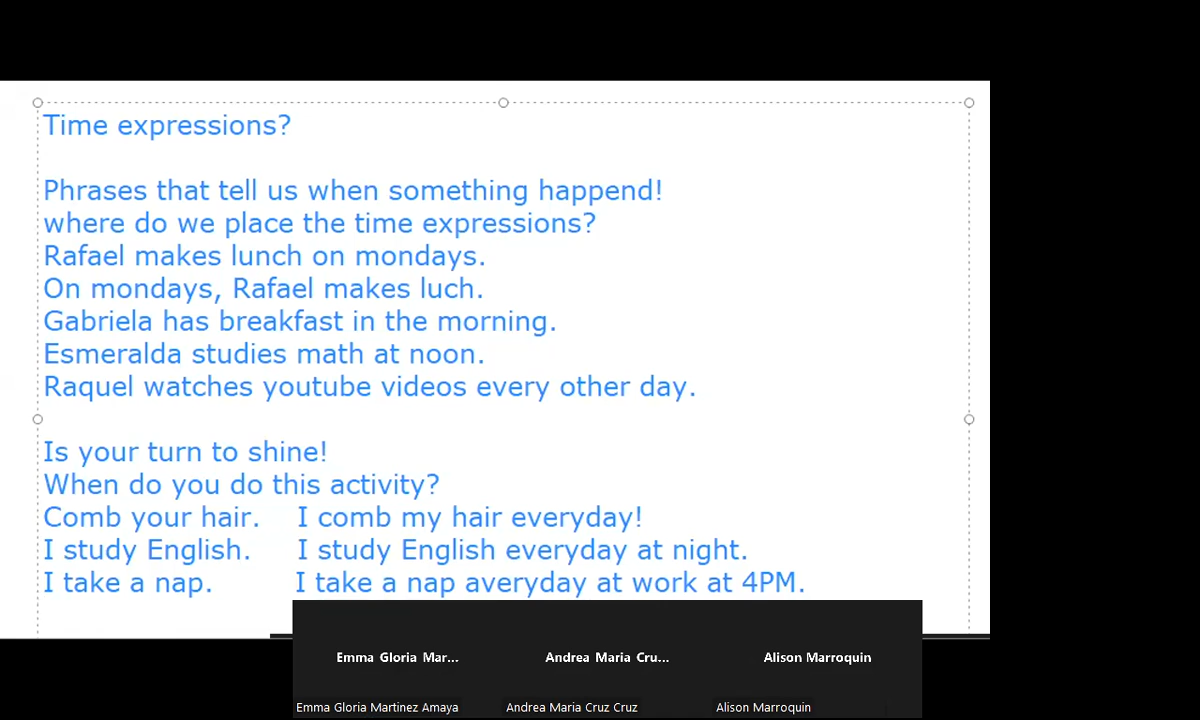 Time expressions?
Phrases that tell us when something happend!
where do we place the time expressions?
Rafael makes lunch on mondays.
On mondays, Rafael makes luch.
Gabriela has breakfast in the morning.
Esmeralda studies math at noon.
Raquel watches youtube videos every other day.
Is your turn to shine!
When do you do this activity?
Comb your hair. I comb my hair everyday!
I study English. I study English everyday at night.
I take a nap. I take a nap averyday at work at 4PM.
Emma Gloria Mar... Andrea Maria Cru... Alison Marroquin
Emma Gloria Martinez Amaya Andrea Maria Cruz Cruz Alison Marroquin